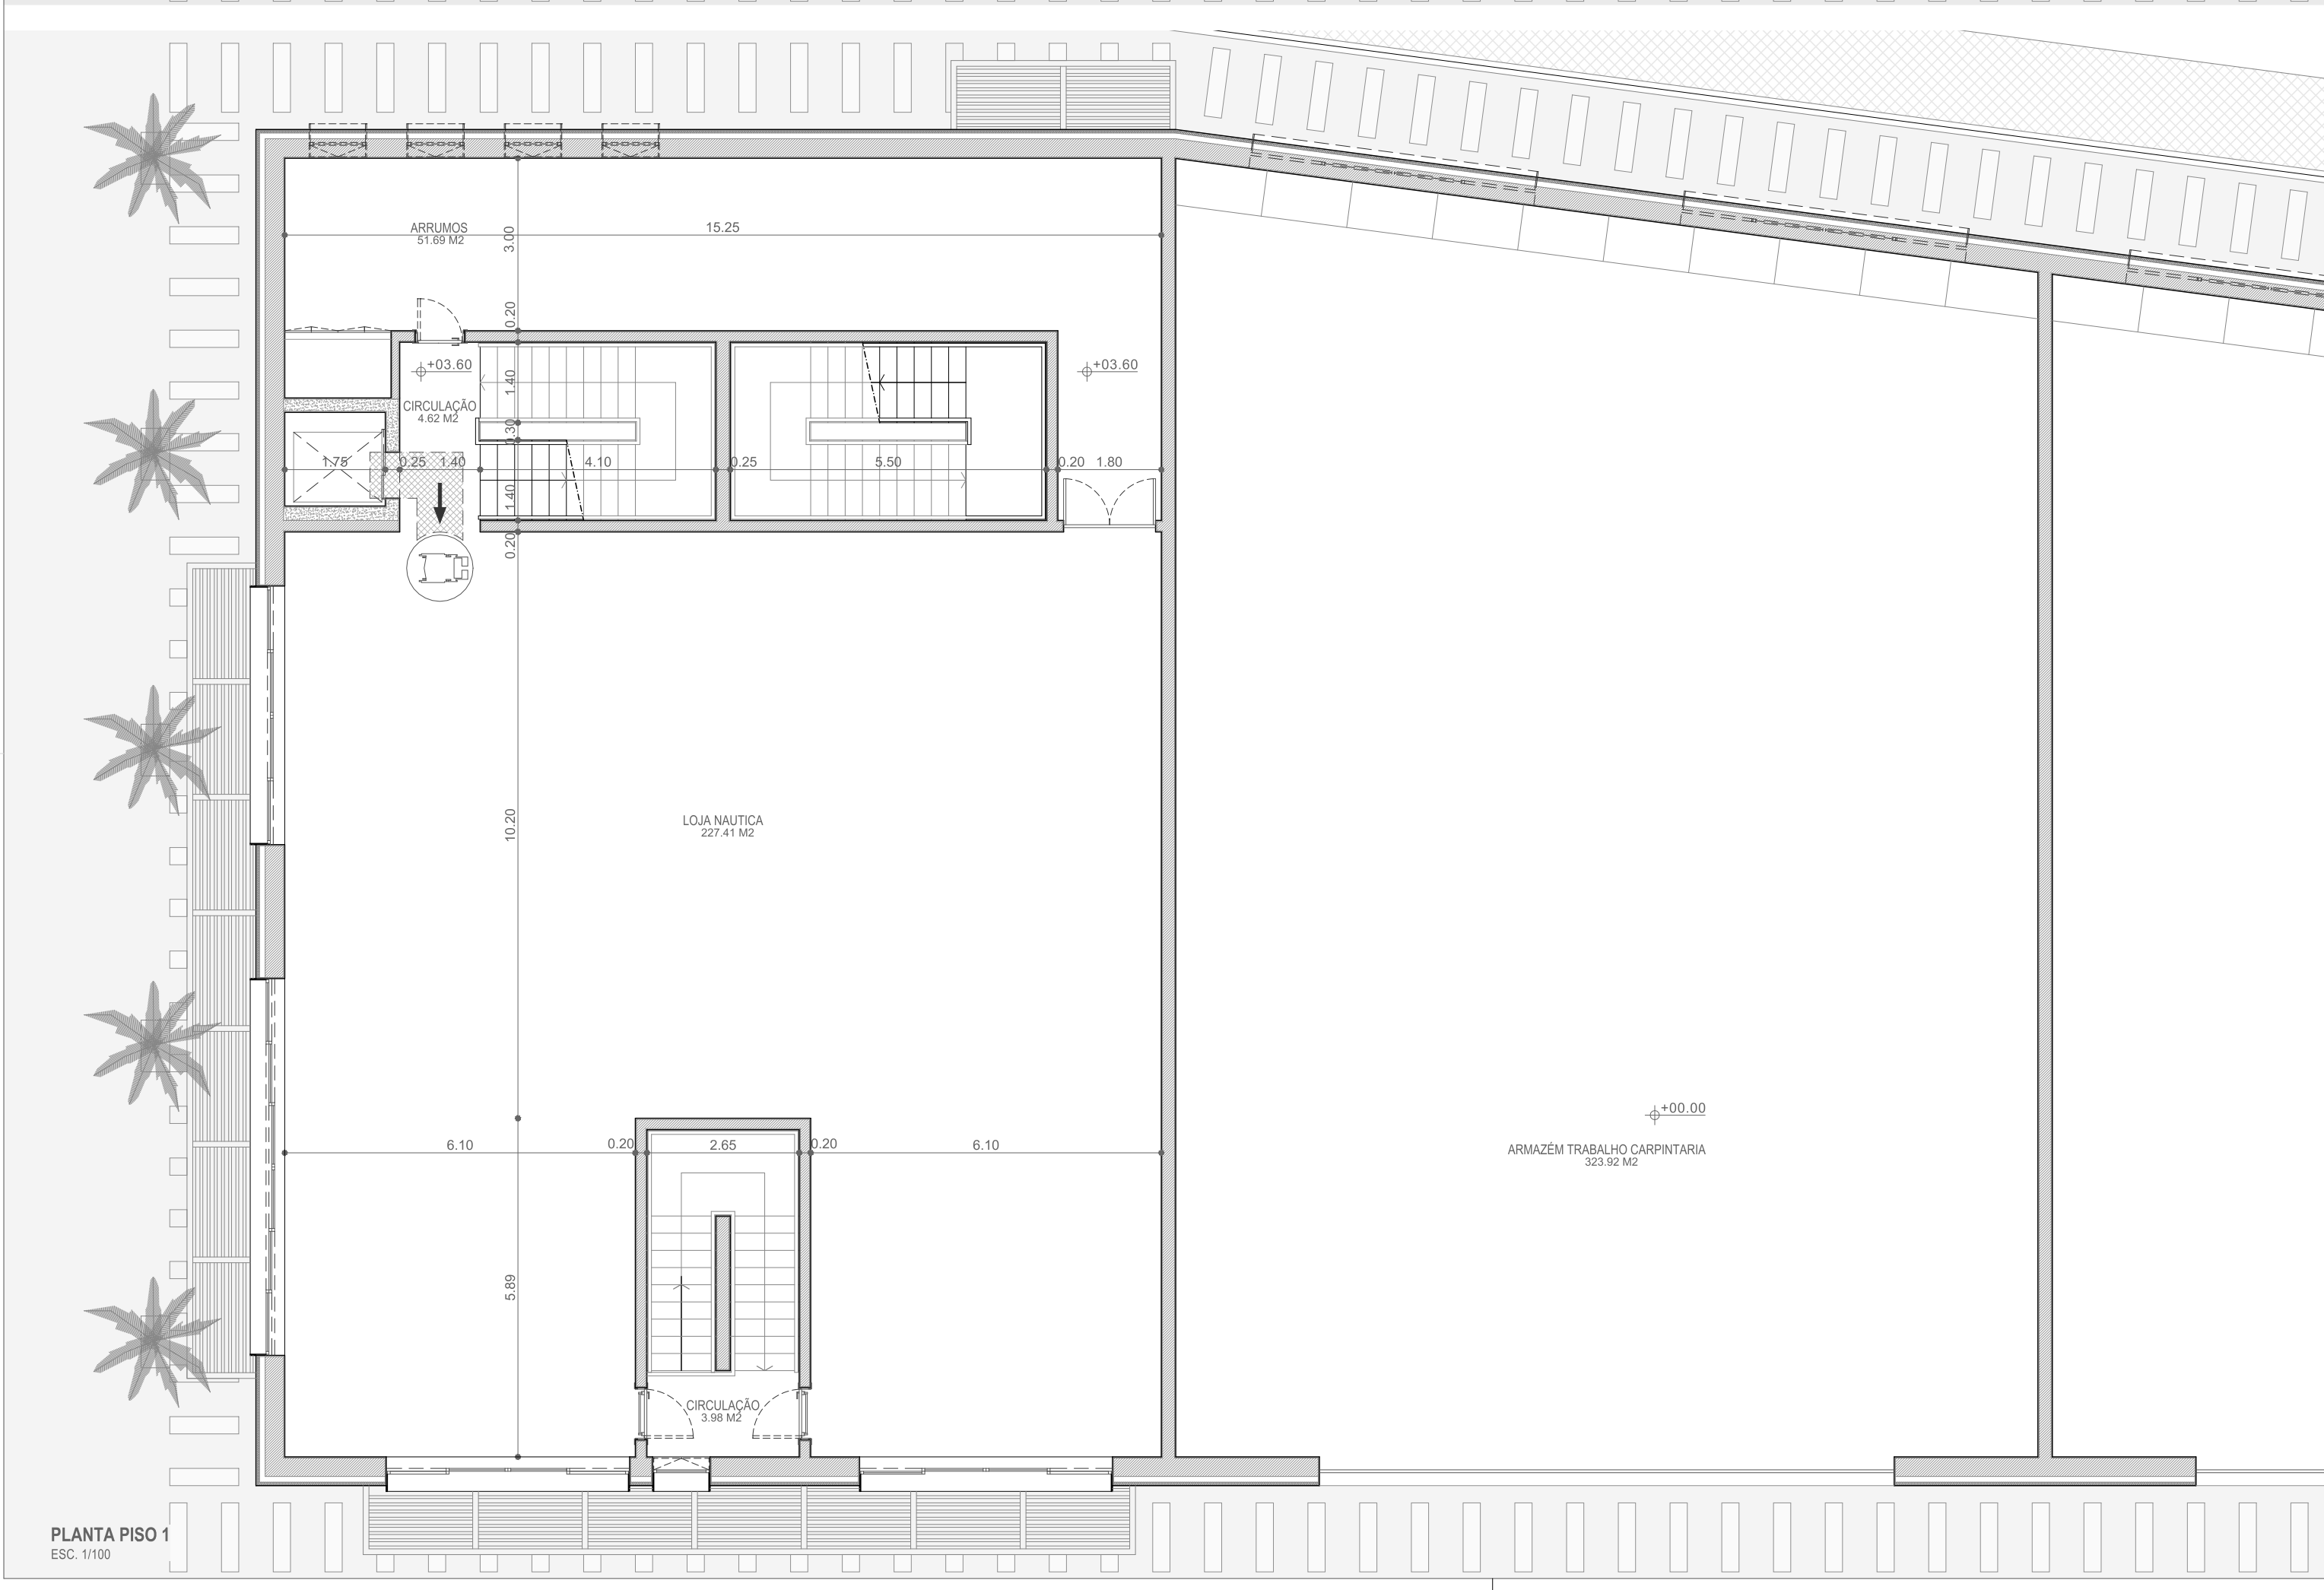 ARRUMOS
51.69 M2
15.25
3.00
0.20
+03.60
+03.60
1.40
CIRCULAÇÃO
4.62 M2
0.30
1.75
0.25
1.40
4.10
0.25
5.50
0.20
1.80
1.40
0.20
LOJA NAUTICA
227.41 M2
10.20
+00.00
ARMAZÉM TRABALHO CARPINTARIA
323.92 M2
6.10
0.20
2.65
0.20
6.10
5.89
CIRCULAÇÃO
3.98 M2
PLANTA PISO 1
ESC. 1/100